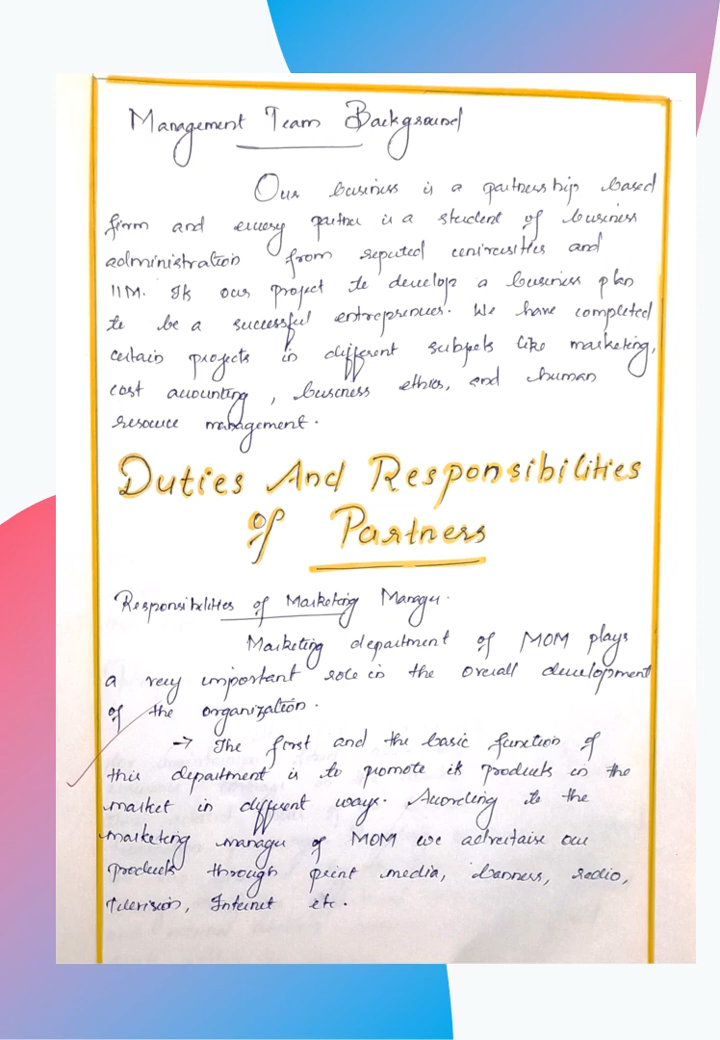 Management Team Background
Our business is a partnership based
firm and every partner is a student of business
administration from reputed universities and
IIM. It our project to develop a business plan
to be a successful entreprenuer. We have completed
certain projects in different subjects like marketing,
cost accounting, business ethics, and human
resource management.
Duties And Responsibilities
of Partners
Responsibilities of Marketing Manager.
Marketing department of MOM plays
a very important role in the overall development
of the organization.
→ The first and the basic function of
this department is to promote its products in the
market in different ways. According to the
marketing manager of MOM we advertaise our
products through print media, banners, radio,
Television, Internet etc.